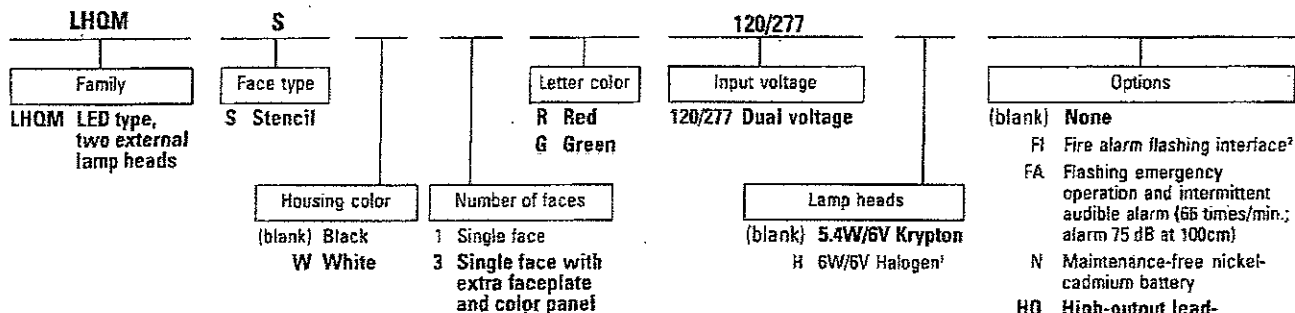 LHQM S 120/277
Family
LHQM LED type,
two external
lamp heads
Face type
S Stencil
Housing color
(blank) Black
W White
Number of faces
1 Single face
3 Single face with
extra faceplate
and color panel
Letter color
R Red
G Green
Input voltage
120/277 Dual voltage
Lamp heads
(blank) 5.4W/6V Krypton
H 6W/6V Halogen¹
Options
(blank) None
FI Fire alarm flashing interface²
FA Flashing emergency
operation and intermittent
audible alarm (66 times/min.;
alarm 75 dB at 100cm)
N Maintenance-free nickel-
cadmium battery
HO High-output lead-